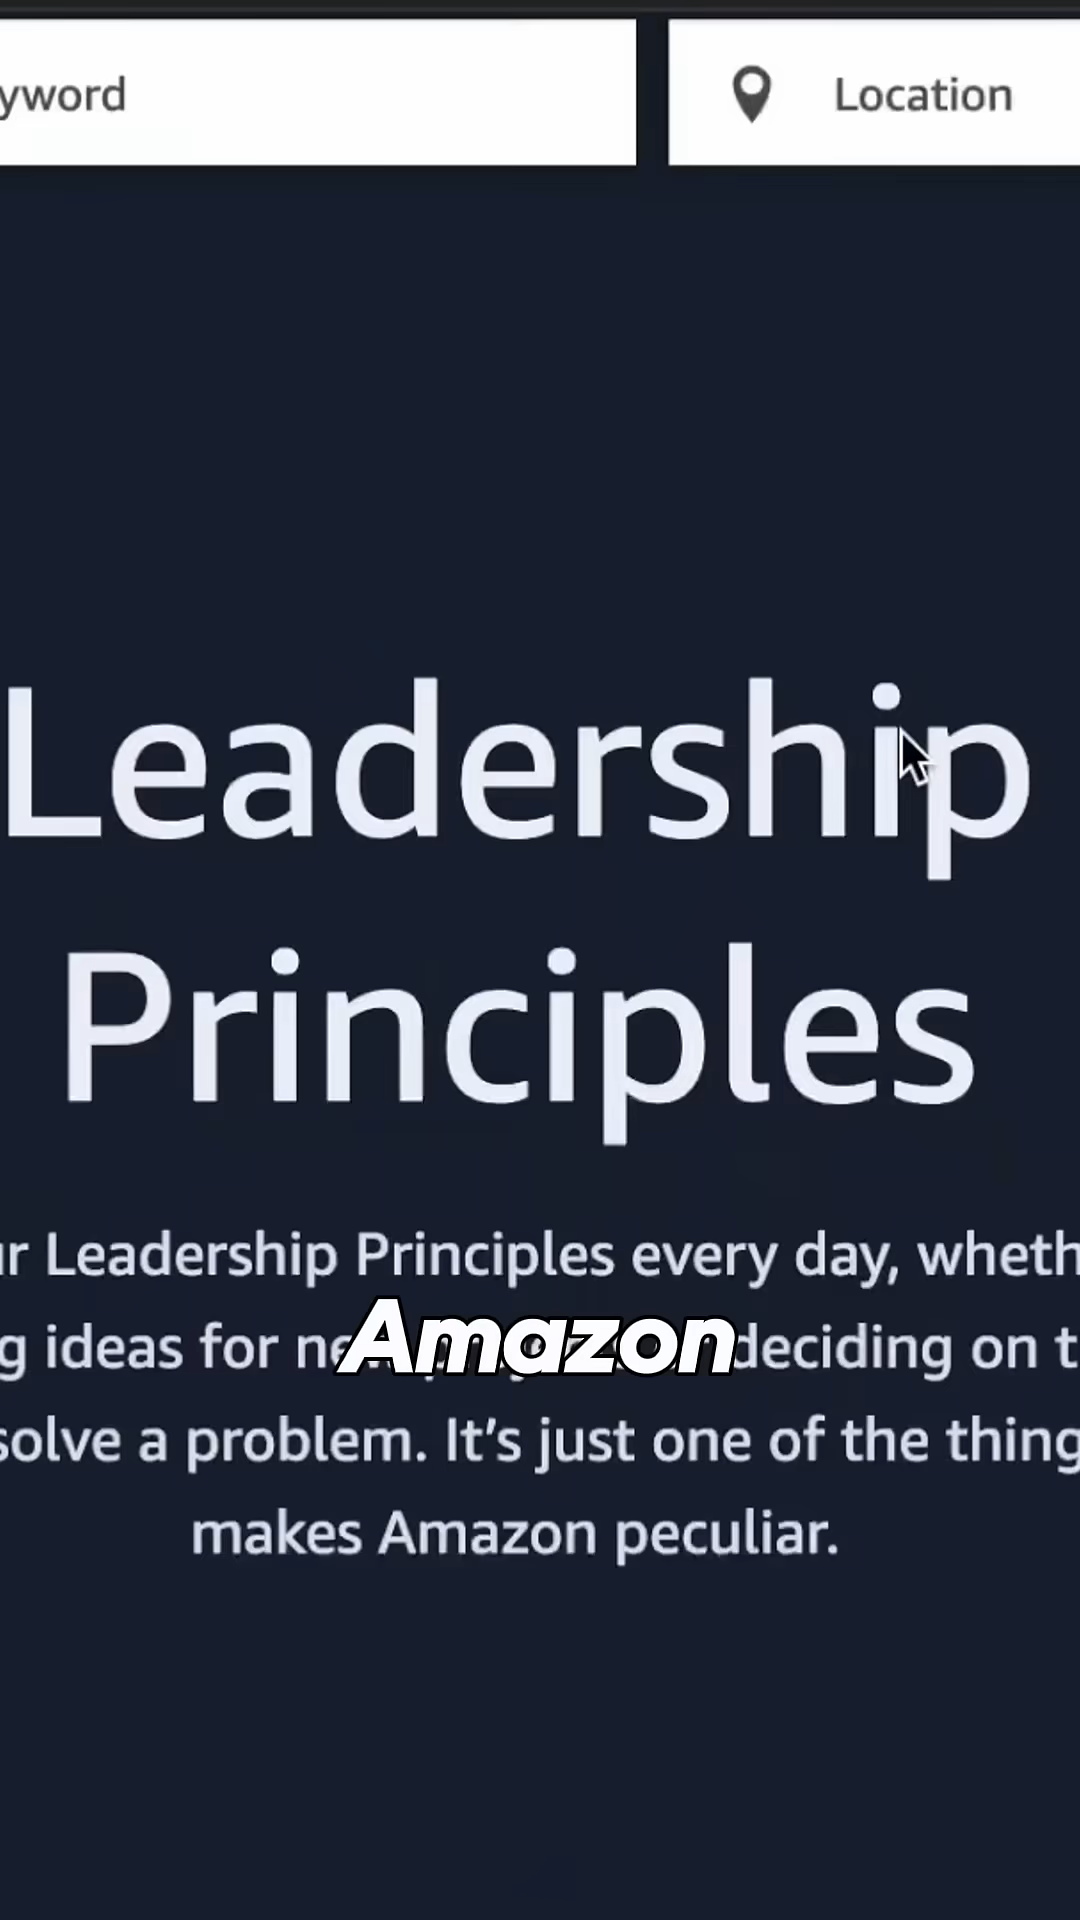 yword
Location
Leadership
Principles
ur Leadership Principles every day, wheth
g ideas for deciding on t
Amazon
solve a problem. It’s just one of the thing
makes Amazon peculiar.